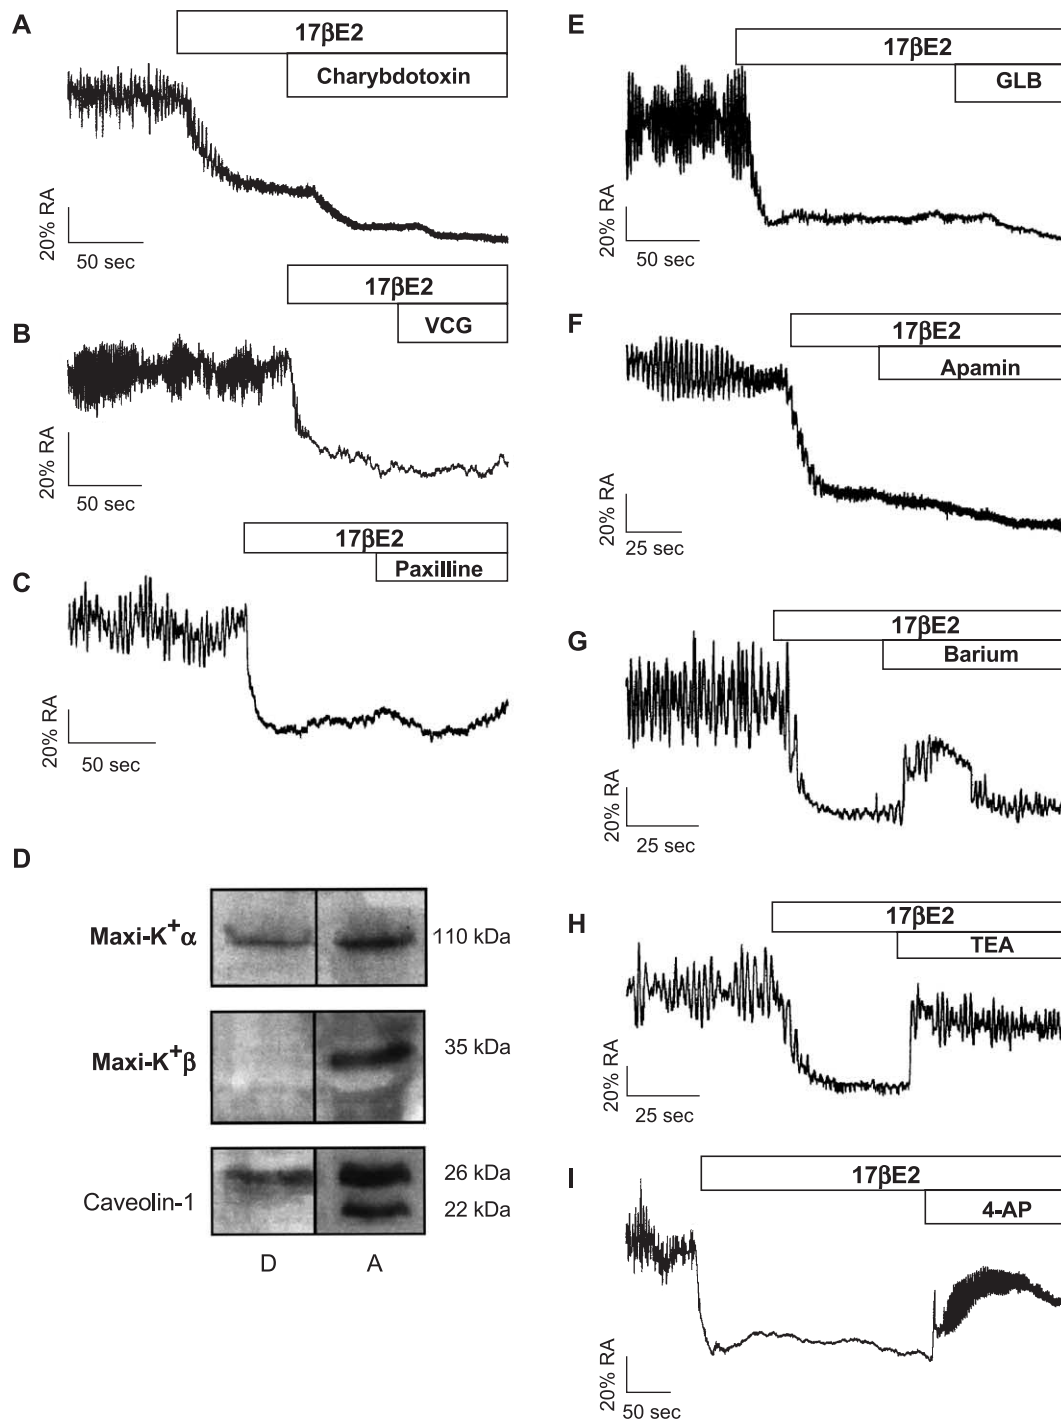 A
17βE2
Charybdotoxin
20% RA
50 sec
B
17βE2
VCG
20% RA
50 sec
C
17βE2
Paxilline
20% RA
50 sec
D
Maxi-K+α
110 kDa
Maxi-K+β
35 kDa
Caveolin-1
26 kDa
22 kDa
D A
E
17βE2
GLB
20% RA
50 sec
F
17βE2
Apamin
20% RA
25 sec
G
17βE2
Barium
20% RA
25 sec
H
17βE2
TEA
20% RA
25 sec
I
17βE2
4-AP
20% RA
50 sec